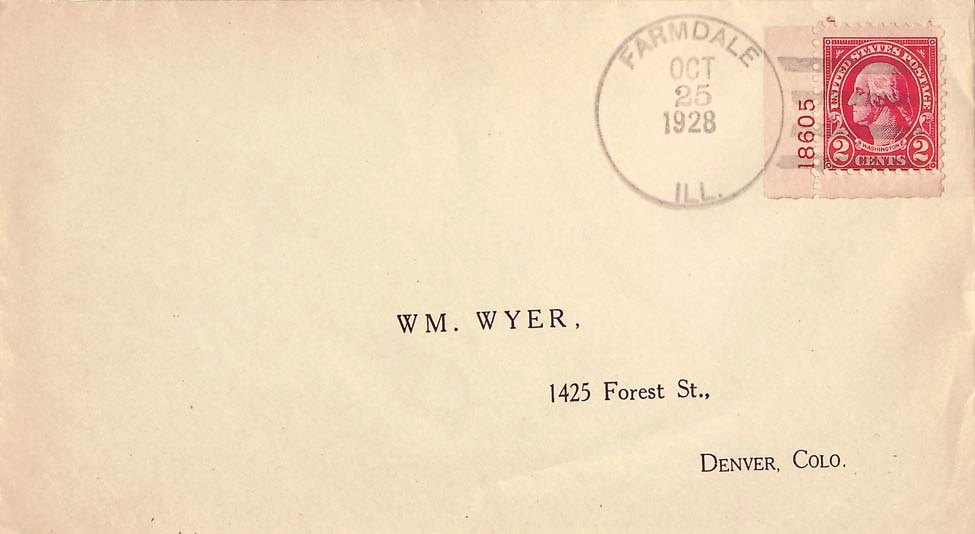 FARMDALE
OCT
25
1928
ILL.
18605
UNITED STATES POSTAGE
WASHINGTON
2 CENTS 2
WM. WYER,
1425 Forest St.,
DENVER, COLO.